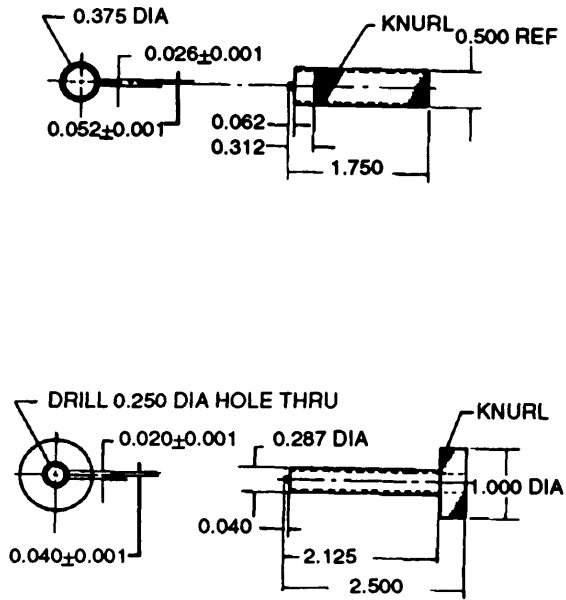 0.375 DIA
KNURL
0.500 REF
0.026±0.001
0.052±0.001
0.062
0.312
1.750
DRILL 0.250 DIA HOLE THRU
KNURL
0.020±0.001
0.287 DIA
1.000 DIA
0.040
0.040±0.001
2.125
2.500